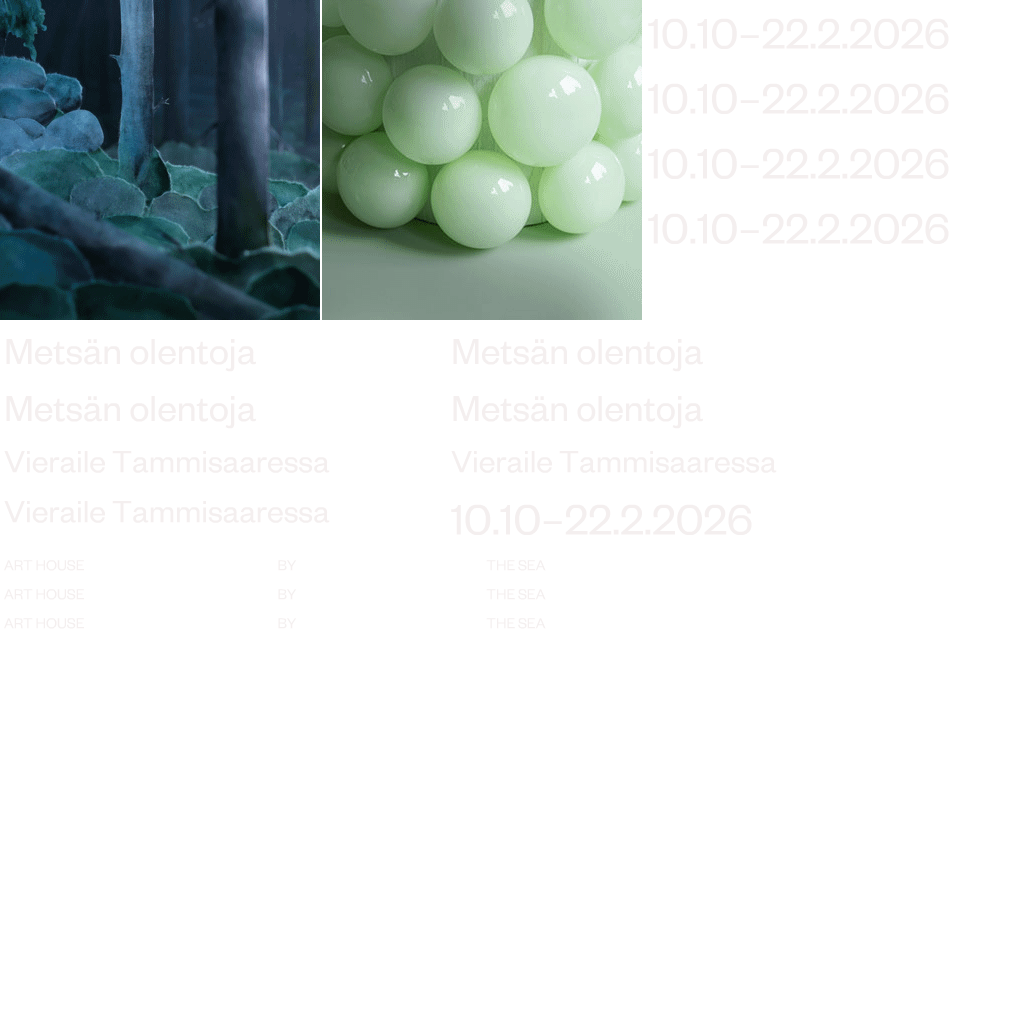 10.10–22.2.2026
10.10–22.2.2026
10.10–22.2.2026
10.10–22.2.2026
Metsän olentoja Metsän olentoja
Metsän olentoja Metsän olentoja
Vieraile Tammisaaressa Vieraile Tammisaaressa
Vieraile Tammisaaressa 10.10–22.2.2026
ART HOUSE BY THE SEA
ART HOUSE BY THE SEA
ART HOUSE BY THE SEA